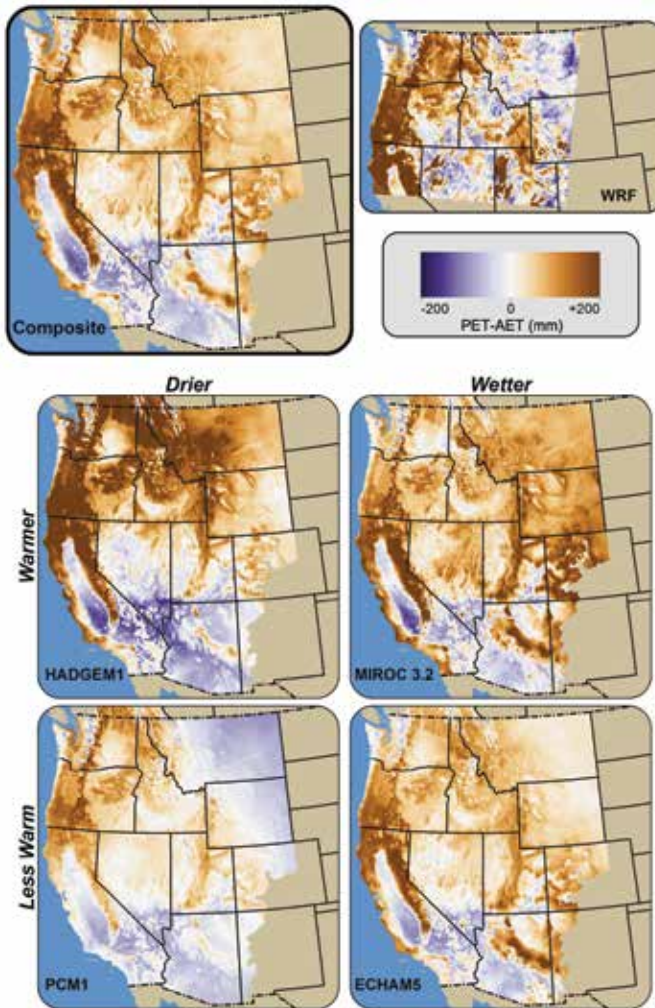 Composite
WRF
-200 0 +200
PET-AET (mm)
Drier
Wetter
Warmer
HADGEM1
MIROC 3.2
Less Warm
PCM1
ECHAM5